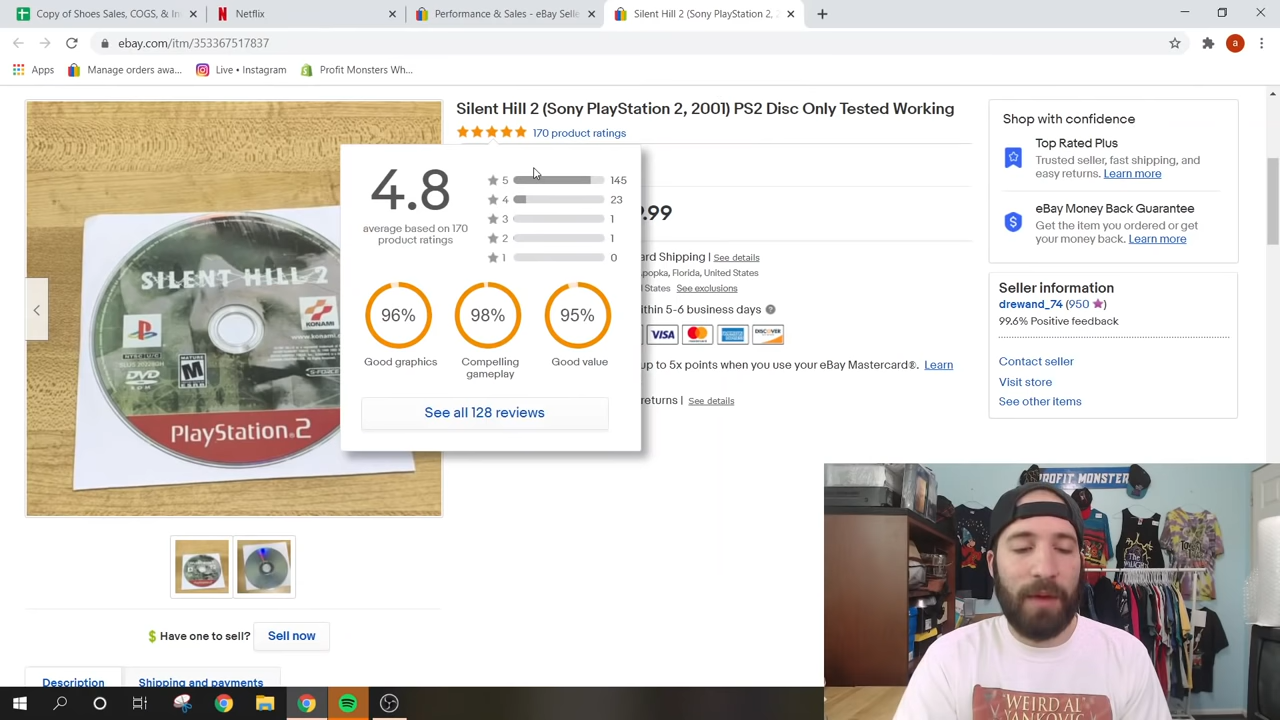 Copy of Shoes Sales, COGS, & In
Netflix
Performance & Sales - eBay Selle
Silent Hill 2 (Sony PlayStation 2,
ebay.com/itm/353367517837
a
Apps
Manage orders awa...
Live • Instagram
Profit Monsters Wh...
Silent Hill 2 (Sony PlayStation 2, 2001) PS2 Disc Only Tested Working
170 product ratings
4.8
average based on 170
product ratings
5 145
4 23
3 1
2 1
1 0
96%
98%
95%
Good graphics
Compelling
gameplay
Good value
See all 128 reviews
.99
ard Shipping | See details
popka, Florida, United States
States See exclusions
ithin 5-6 business days
VISA
AMERICAN EXPRESS
DISCOVER
up to 5x points when you use your eBay Mastercard®. Learn
returns | See details
Shop with confidence
Top Rated Plus
Trusted seller, fast shipping, and
easy returns. Learn more
eBay Money Back Guarantee
Get the item you ordered or get
your money back. Learn more
Seller information
drewand_74 (950)
99.6% Positive feedback
Contact seller
Visit store
See other items
SILENT HILL 2
KONAMI
MATURE
M
DVD
PlayStation.2
Have one to sell? Sell now
Description
Shipping and payments
PROFIT MONSTER
WEIRD AL
YANKOVIC